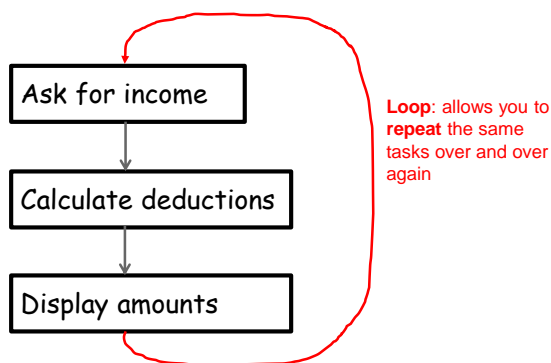 Ask for income
Calculate deductions
Display amounts
Loop: allows you to
repeat the same
tasks over and over
again